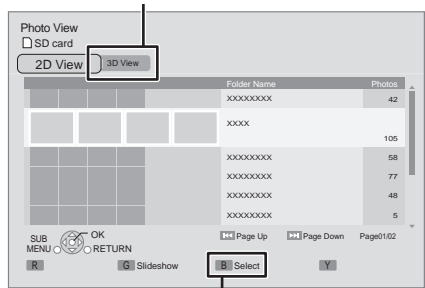 Photo View
SD card
2D View 3D View
Folder Name Photos
XXXXXXXX 42
XXXX
105
XXXXXXXX 58
XXXXXXXX 77
XXXXXXXX 48
XXXXXXXX 5
SUB MENU OK RETURN
Page Up Page Down Page01/02
R G Slideshow B Select Y